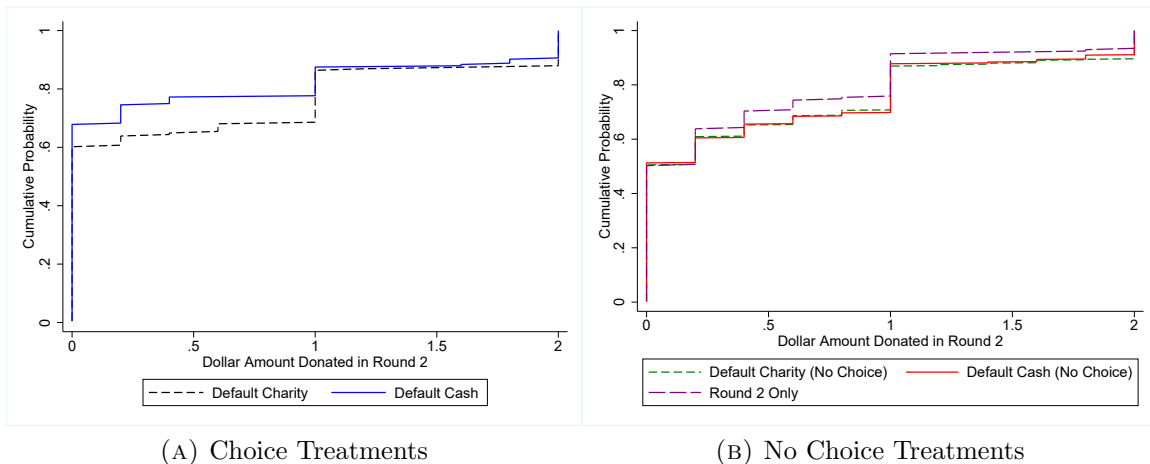 Cumulative Probability
1
.8
.6
.4
.2
0
0 .5 1 1.5 2
Dollar Amount Donated in Round 2
Default Charity Default Cash
(A) Choice Treatments
Cumulative Probability
1
.8
.6
.4
.2
0
0 .5 1 1.5 2
Dollar Amount Donated in Round 2
Default Charity (No Choice) Default Cash (No Choice)
Round 2 Only
(B) No Choice Treatments